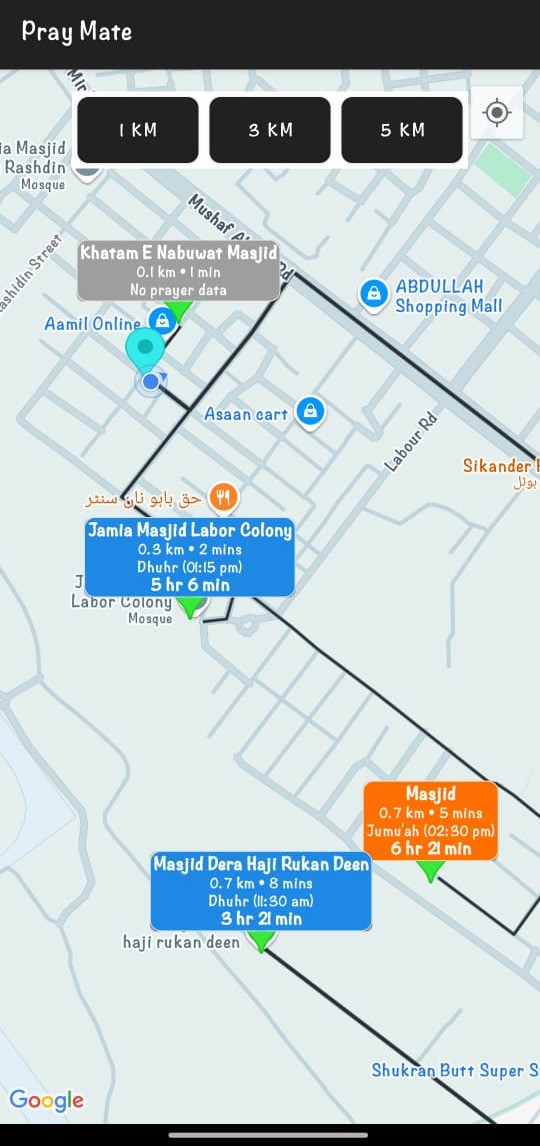 Pray Mate
1 KM
3 KM
5 KM
ia Masjid
Rashdin
Mosque
Khatam E Nabuwat Masjid
0.1 km • 1 min
No prayer data
ABDULLAH
Shopping Mall
Aamil Online
Asaan cart
Labour Rd
Sikander
حق باہو نان سنٹر
Jamia Masjid Labor Colony
0.3 km • 2 mins
Dhuhr (01:15 pm)
5 hr 6 min
J
Labor Colony
Mosque
Masjid
0.7 km • 5 mins
Jumu'ah (02:30 pm)
6 hr 21 min
Masjid Dera Haji Rukan Deen
0.7 km • 8 mins
Dhuhr (11:30 am)
3 hr 21 min
haji rukan deen
Shukran Butt Super S
Google